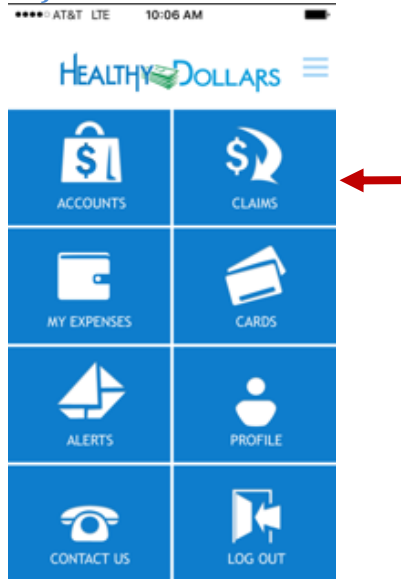 AT&T LTE 10:06 AM
HEALTHY DOLLARS
$ $
ACCOUNTS CLAIMS
MY EXPENSES CARDS
ALERTS PROFILE
CONTACT US LOG OUT